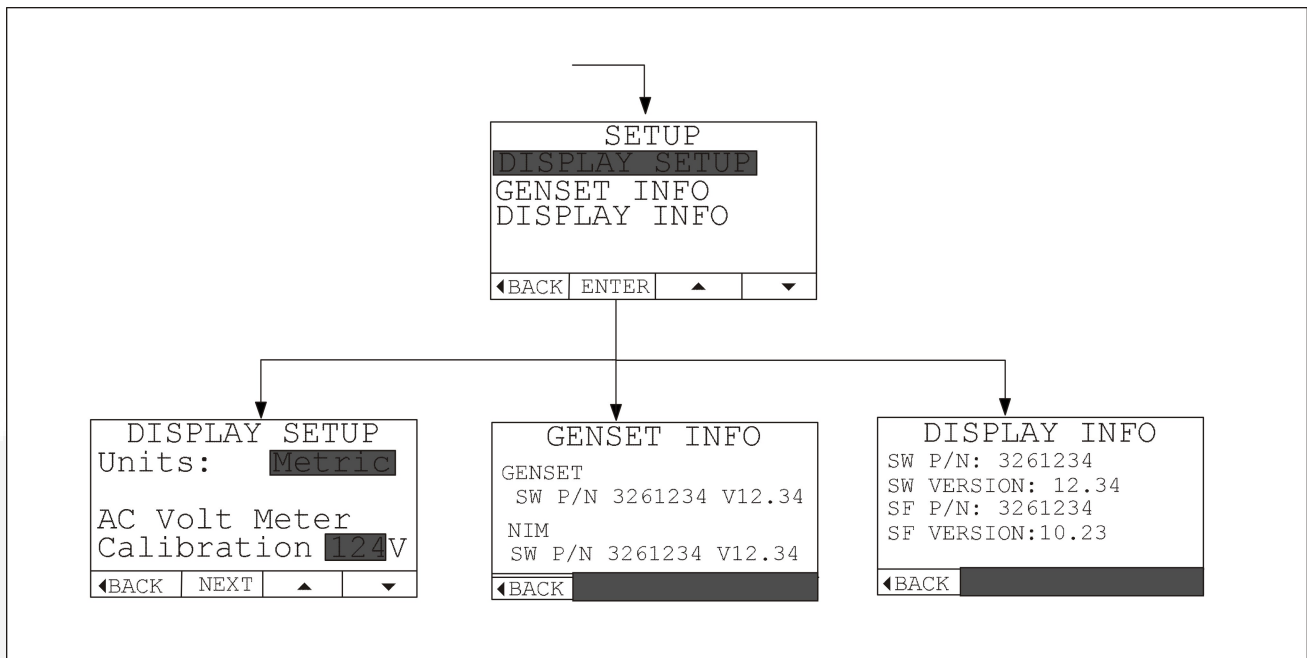 SETUP
DISPLAY SETUP
GENSET INFO
DISPLAY INFO
◀BACK ENTER ▲ ▼
DISPLAY SETUP
Units: Metric
AC Volt Meter
Calibration 124V
◀BACK NEXT ▲ ▼
GENSET INFO
GENSET
SW P/N 3261234 V12.34
NIM
SW P/N 3261234 V12.34
◀BACK
DISPLAY INFO
SW P/N: 3261234
SW VERSION: 12.34
SF P/N: 3261234
SF VERSION:10.23
◀BACK